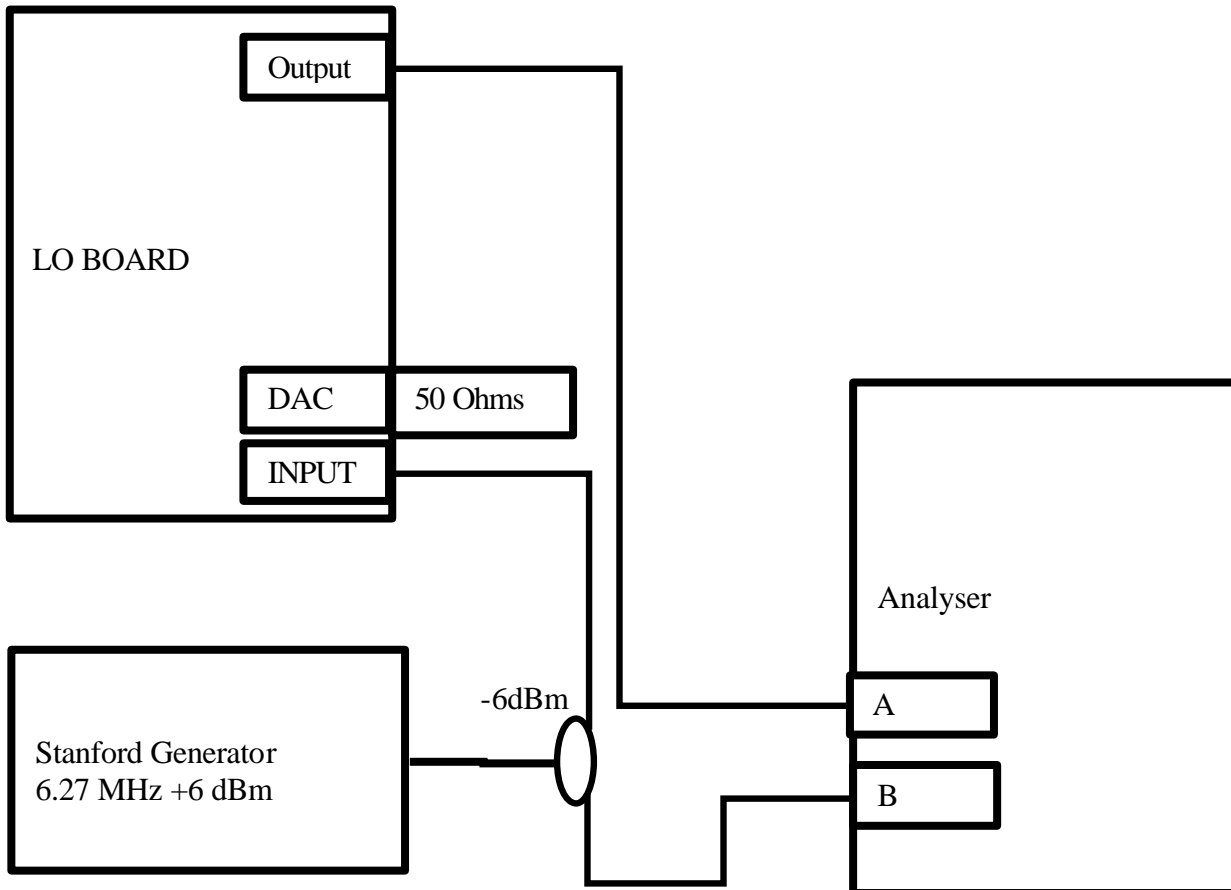 Output
LO BOARD
DAC
50 Ohms
INPUT
Analyser
-6dBm
A
Stanford Generator
6.27 MHz +6 dBm
B